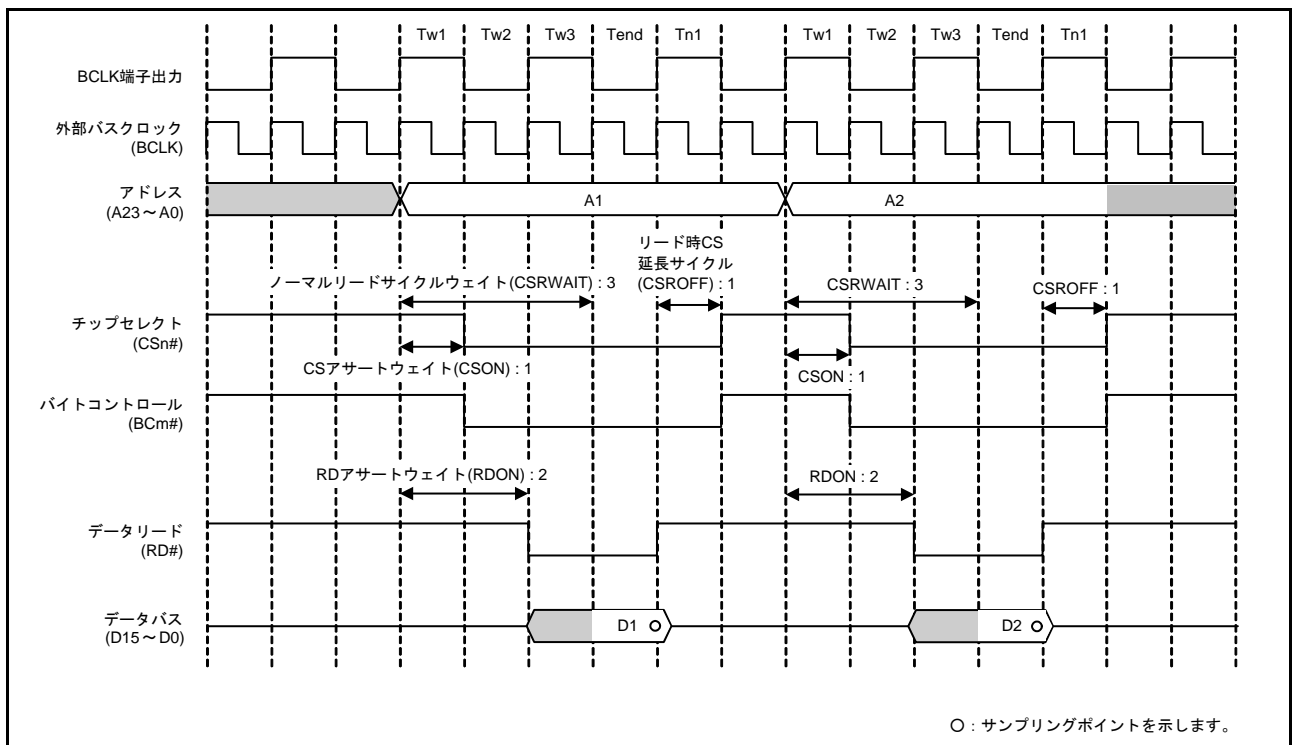 Tw1 Tw2 Tw3 Tend Tn1 Tw1 Tw2 Tw3 Tend Tn1
BCLK端子出力
外部バスクロック
(BCLK)
アドレス
(A23～A0)
A1 A2
リード時CS
延長サイクル
(CSROFF) : 1
ノーマルリードサイクルウェイト(CSRWAIT) : 3
CSRWAIT : 3
CSROFF : 1
チップセレクト
(CSn#)
CSアサートウェイト(CSON) : 1
CSON : 1
バイトコントロール
(BCm#)
RDアサートウェイト(RDON) : 2
RDON : 2
データリード
(RD#)
データバス
(D15～D0)
D1 D2
○ : サンプリングポイントを示します。